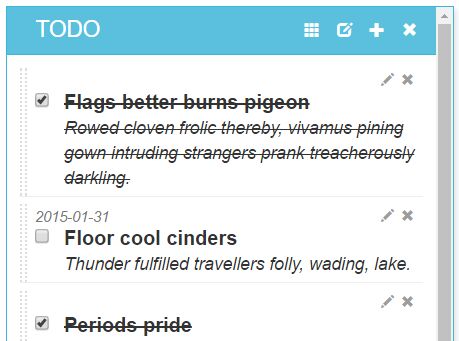 TODO
Flags better burns pigeon
Rowed cloven frolic thereby, vivamus pining
gown intruding strangers prank treacherously
darkling.
2015-01-31
Floor cool cinders
Thunder fulfilled travellers folly, wading, lake.
Periods pride